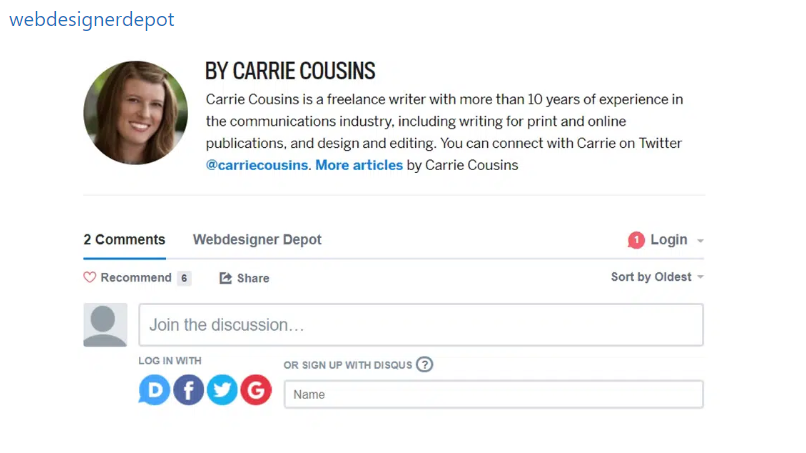 webdesignerdepot
BY CARRIE COUSINS
Carrie Cousins is a freelance writer with more than 10 years of experience in
the communications industry, including writing for print and online
publications, and design and editing. You can connect with Carrie on Twitter
@carriecousins. More articles by Carrie Cousins
2 Comments Webdesigner Depot 1 Login
Recommend 6 Share Sort by Oldest
Join the discussion…
LOG IN WITH
OR SIGN UP WITH DISQUS ?
D f G
Name